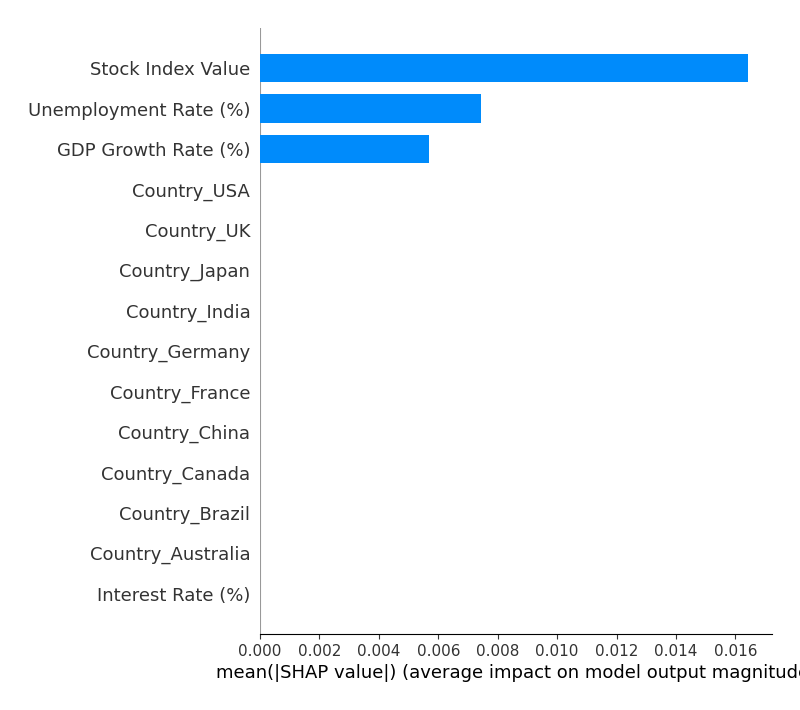 Stock Index Value
Unemployment Rate (%)
GDP Growth Rate (%)
Country_USA
Country_UK
Country_Japan
Country_India
Country_Germany
Country_France
Country_China
Country_Canada
Country_Brazil
Country_Australia
Interest Rate (%)
0.000 0.002 0.004 0.006 0.008 0.010 0.012 0.014 0.016
mean(|SHAP value|) (average impact on model output magnitude